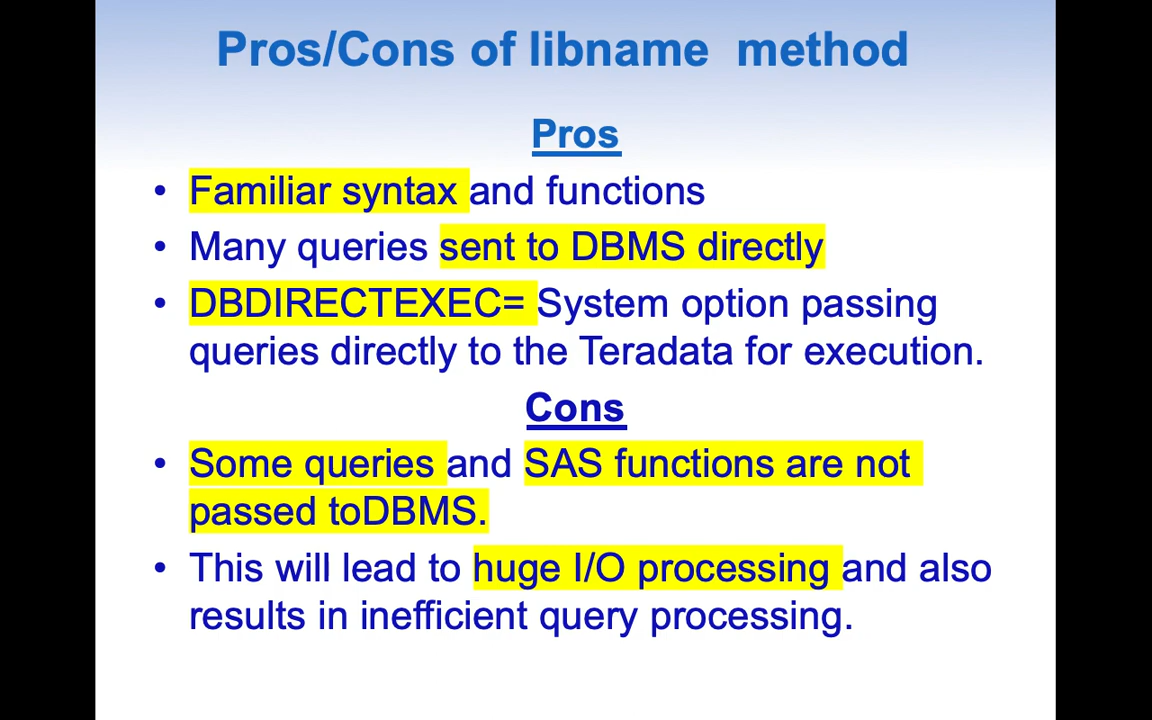 Pros/Cons of libname method
Pros
• Familiar syntax and functions
• Many queries sent to DBMS directly
• DBDIRECTEXEC= System option passing
queries directly to the Teradata for execution.
Cons
• Some queries and SAS functions are not
passed toDBMS.
• This will lead to huge I/O processing and also
results in inefficient query processing.